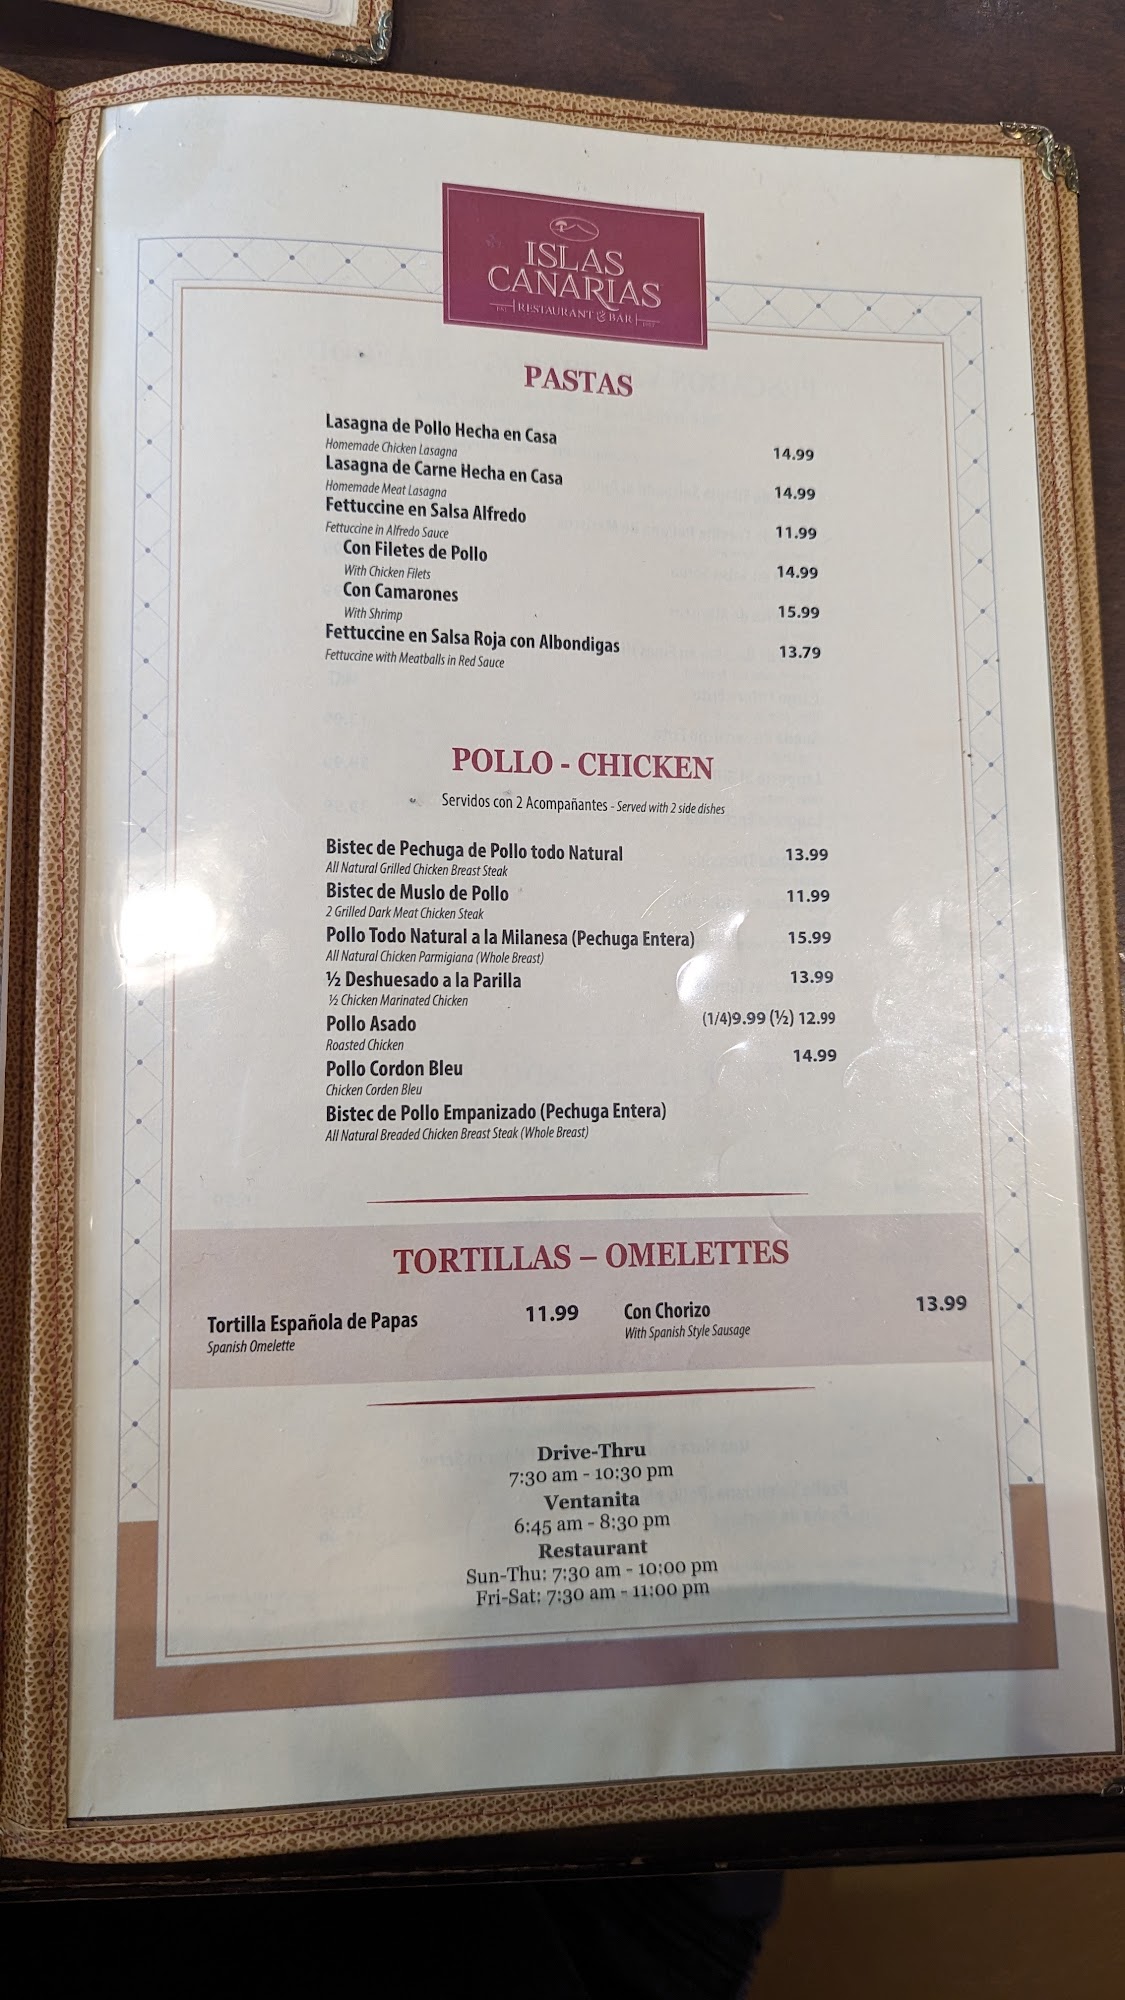 ISLAS
CANARIAS
RESTAURANT & BAR
PASTAS
Lasagna de Pollo Hecha en Casa 14.99
Homemade Chicken Lasagna
Lasagna de Carne Hecha en Casa 14.99
Homemade Meat Lasagna
Fettuccine en Salsa Alfredo 11.99
Fettuccine in Alfredo Sauce
Con Filetes de Pollo 14.99
With Chicken Filets
Con Camarones 15.99
With Shrimp
Fettuccine en Salsa Roja con Albondigas 13.79
Fettuccine with Meatballs in Red Sauce
POLLO - CHICKEN
Servidos con 2 Acompañantes - Served with 2 side dishes
Bistec de Pechuga de Pollo todo Natural 13.99
All Natural Grilled Chicken Breast Steak
Bistec de Muslo de Pollo 11.99
2 Grilled Dark Meat Chicken Steak
Pollo Todo Natural a la Milanesa (Pechuga Entera) 15.99
All Natural Chicken Parmigiana (Whole Breast)
½ Deshuesado a la Parilla 13.99
½ Chicken Marinated Chicken
Pollo Asado (1/4)9.99 (½) 12.99
Roasted Chicken
Pollo Cordon Bleu 14.99
Chicken Corden Bleu
Bistec de Pollo Empanizado (Pechuga Entera)
All Natural Breaded Chicken Breast Steak (Whole Breast)
TORTILLAS – OMELETTES
Tortilla Española de Papas 11.99
Spanish Omelette
Con Chorizo 13.99
With Spanish Style Sausage
Drive-Thru
7:30 am - 10:30 pm
Ventanita
6:45 am - 8:30 pm
Restaurant
Sun-Thu: 7:30 am - 10:00 pm
Fri-Sat: 7:30 am - 11:00 pm